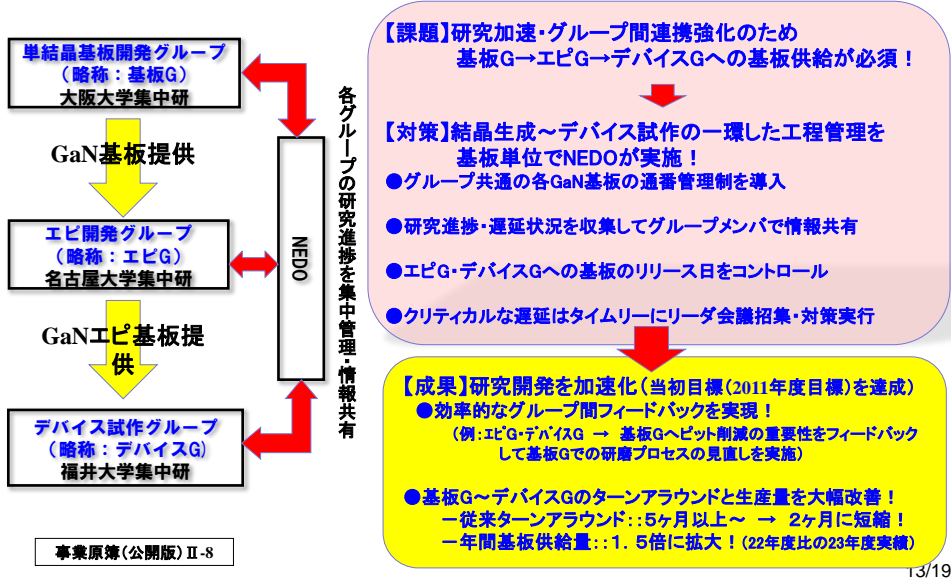 単結晶基板開発グループ
（略称：基板G）
大阪大学集中研
GaN基板提供
エピ開発グループ
（略称：エピG）
名古屋大学集中研
GaNエピ基板提
供
デバイス試作グループ
（略称：デバイスG)
福井大学集中研
事業原簿(公開版)Ⅱ-8
NEDO
各グループの研究進捗を集中管理・情報共有
【課題】研究加速・グループ間連携強化のため
基板G→エピG→デバイスGへの基板供給が必須！
【対策】結晶生成～デバイス試作の一環した工程管理を
基板単位でNEDOが実施！
●グループ共通の各GaN基板の通番管理制を導入
●研究進捗・遅延状況を収集してグループメンバで情報共有
●エピG・デバイスGへの基板のリリース日をコントロール
●クリティカルな遅延はタイムリーにリーダ会議招集・対策実行
【成果】研究開発を加速化（当初目標(2011年度目標)を達成）
●効率的なグループ間フィードバックを実現！
（例：ｴﾋﾟG・ﾃﾞﾊﾞｲｽG → 基板Gへピット削減の重要性をフィードバック
して基板Gでの研磨プロセスの見直しを実施）
●基板G～デバイスGのターンアラウンドと生産量を大幅改善！
－従来ターンアラウンド：：５ヶ月以上～ → ２ヶ月に短縮！
－年間基板供給量：：１．５倍に拡大！(22年度比の23年度実績)
13/19